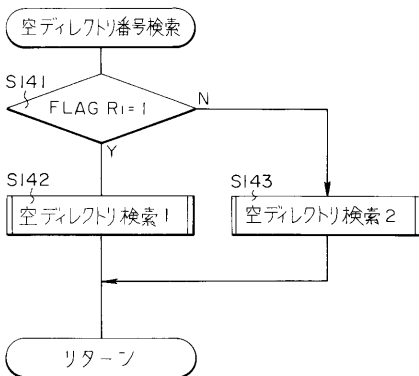 空ディレクトリ番号検索
S141
FLAG R1=1
N
Y
S142
空ディレクトリ検索1
S143
空ディレクトリ検索2
リターン